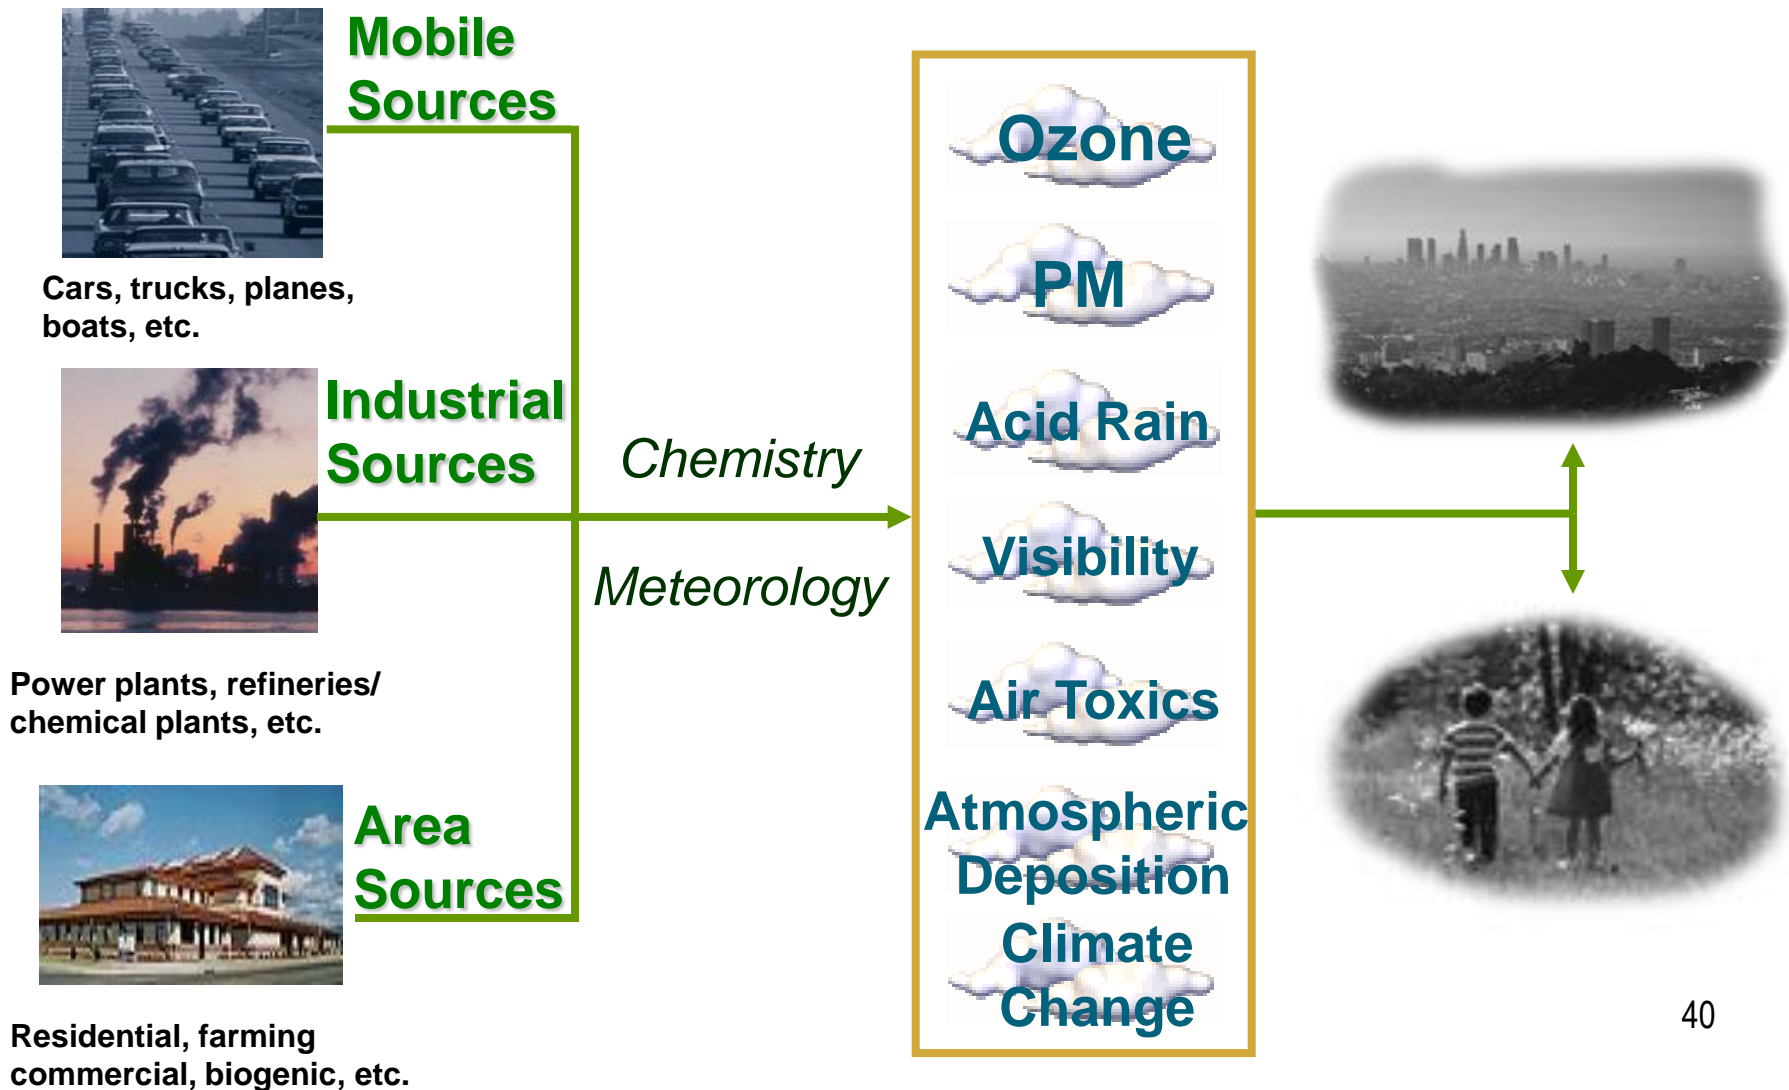 Mobile
Sources
Cars, trucks, planes,
boats, etc.
Industrial
Sources
Power plants, refineries/
chemical plants, etc.
Area
Sources
Residential, farming
commercial, biogenic, etc.
Chemistry
Meteorology
Ozone
PM
Acid Rain
Visibility
Air Toxics
Atmospheric
Deposition
Climate
Change
40